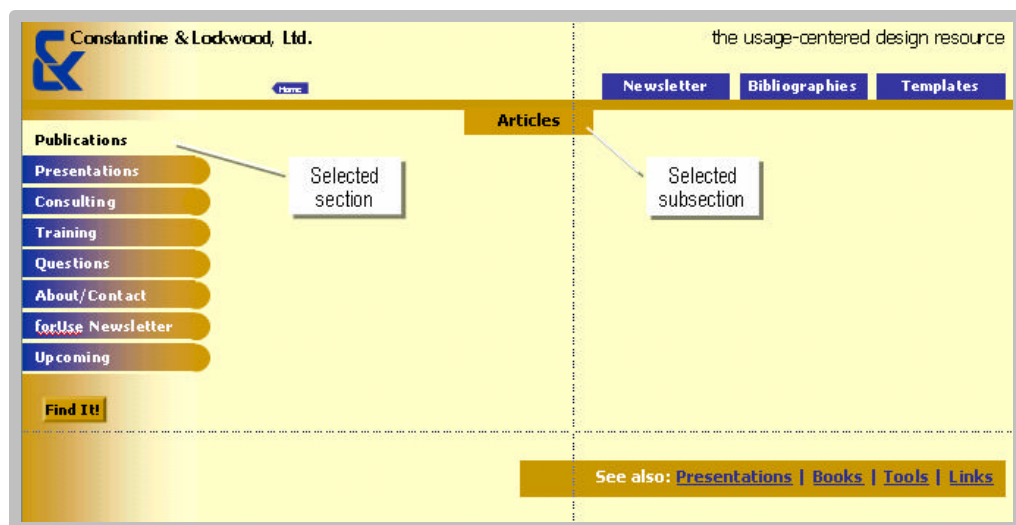 Constantine & Lockwood, Ltd.
the usage-centered design resource
Home
Newsletter
Bibliographies
Templates
Articles
Publications
Presentations
Consulting
Training
Questions
About/Contact
forUse Newsletter
Upcoming
Find It!
Selected
section
Selected
subsection
See also: Presentations | Books | Tools | Links